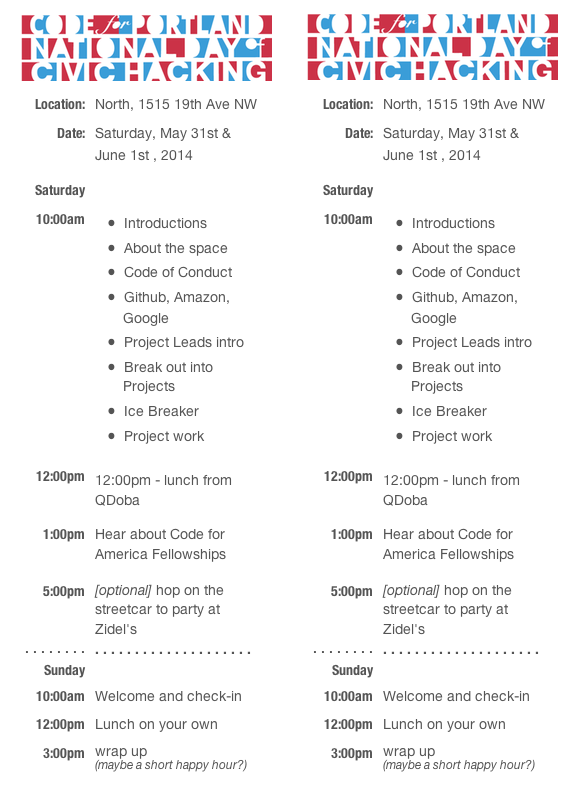 CODE for PORTLAND
NATIONAL DAY of
CIVIC HACKING
Location: North, 1515 19th Ave NW
Date: Saturday, May 31st &
June 1st , 2014
Saturday
10:00am
● Introductions
● About the space
● Code of Conduct
● Github, Amazon,
Google
● Project Leads intro
● Break out into
Projects
● Ice Breaker
● Project work
12:00pm 12:00pm - lunch from
QDoba
1:00pm Hear about Code for
America Fellowships
5:00pm [optional] hop on the
streetcar to party at
Zidel's
Sunday
10:00am Welcome and check-in
12:00pm Lunch on your own
3:00pm wrap up
(maybe a short happy hour?)
CODE for PORTLAND
NATIONAL DAY of
CIVIC HACKING
Location: North, 1515 19th Ave NW
Date: Saturday, May 31st &
June 1st , 2014
Saturday
10:00am
● Introductions
● About the space
● Code of Conduct
● Github, Amazon,
Google
● Project Leads intro
● Break out into
Projects
● Ice Breaker
● Project work
12:00pm 12:00pm - lunch from
QDoba
1:00pm Hear about Code for
America Fellowships
5:00pm [optional] hop on the
streetcar to party at
Zidel's
Sunday
10:00am Welcome and check-in
12:00pm Lunch on your own
3:00pm wrap up
(maybe a short happy hour?)